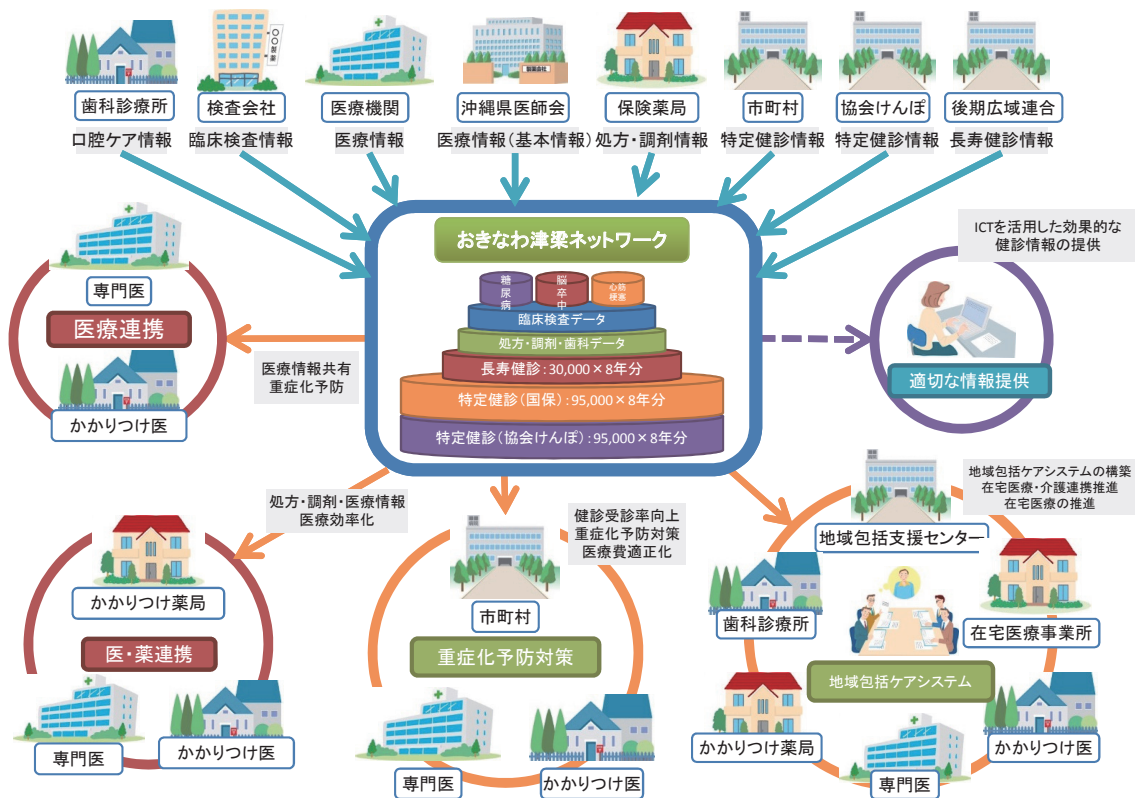 〇〇製薬
製薬会社
歯科診療所
検査会社
医療機関
沖縄県医師会
保険薬局
市町村
協会けんぽ
後期広域連合
口腔ケア情報
臨床検査情報
医療情報
医療情報(基本情報)
処方・調剤情報
特定健診情報
特定健診情報
長寿健診情報
おきなわ津梁ネットワーク
糖尿病
脳卒中
心筋
梗塞
臨床検査データ
処方・調剤・歯科データ
長寿健診:30,000×8年分
特定健診(国保):95,000×8年分
特定健診(協会けんぽ):95,000×8年分
専門医
医療連携
かかりつけ医
医療情報共有
重症化予防
ICTを活用した効果的な
健診情報の提供
適切な情報提供
処方・調剤・医療情報
医療効率化
かかりつけ薬局
医・薬連携
専門医
かかりつけ医
健診受診率向上
重症化予防対策
医療費適正化
市町村
重症化予防対策
専門医
かかりつけ医
地域包括ケアシステムの構築
在宅医療・介護連携推進
在宅医療の推進
地域包括支援センター
歯科診療所
在宅医療事業所
地域包括ケアシステム
かかりつけ薬局
かかりつけ医
専門医